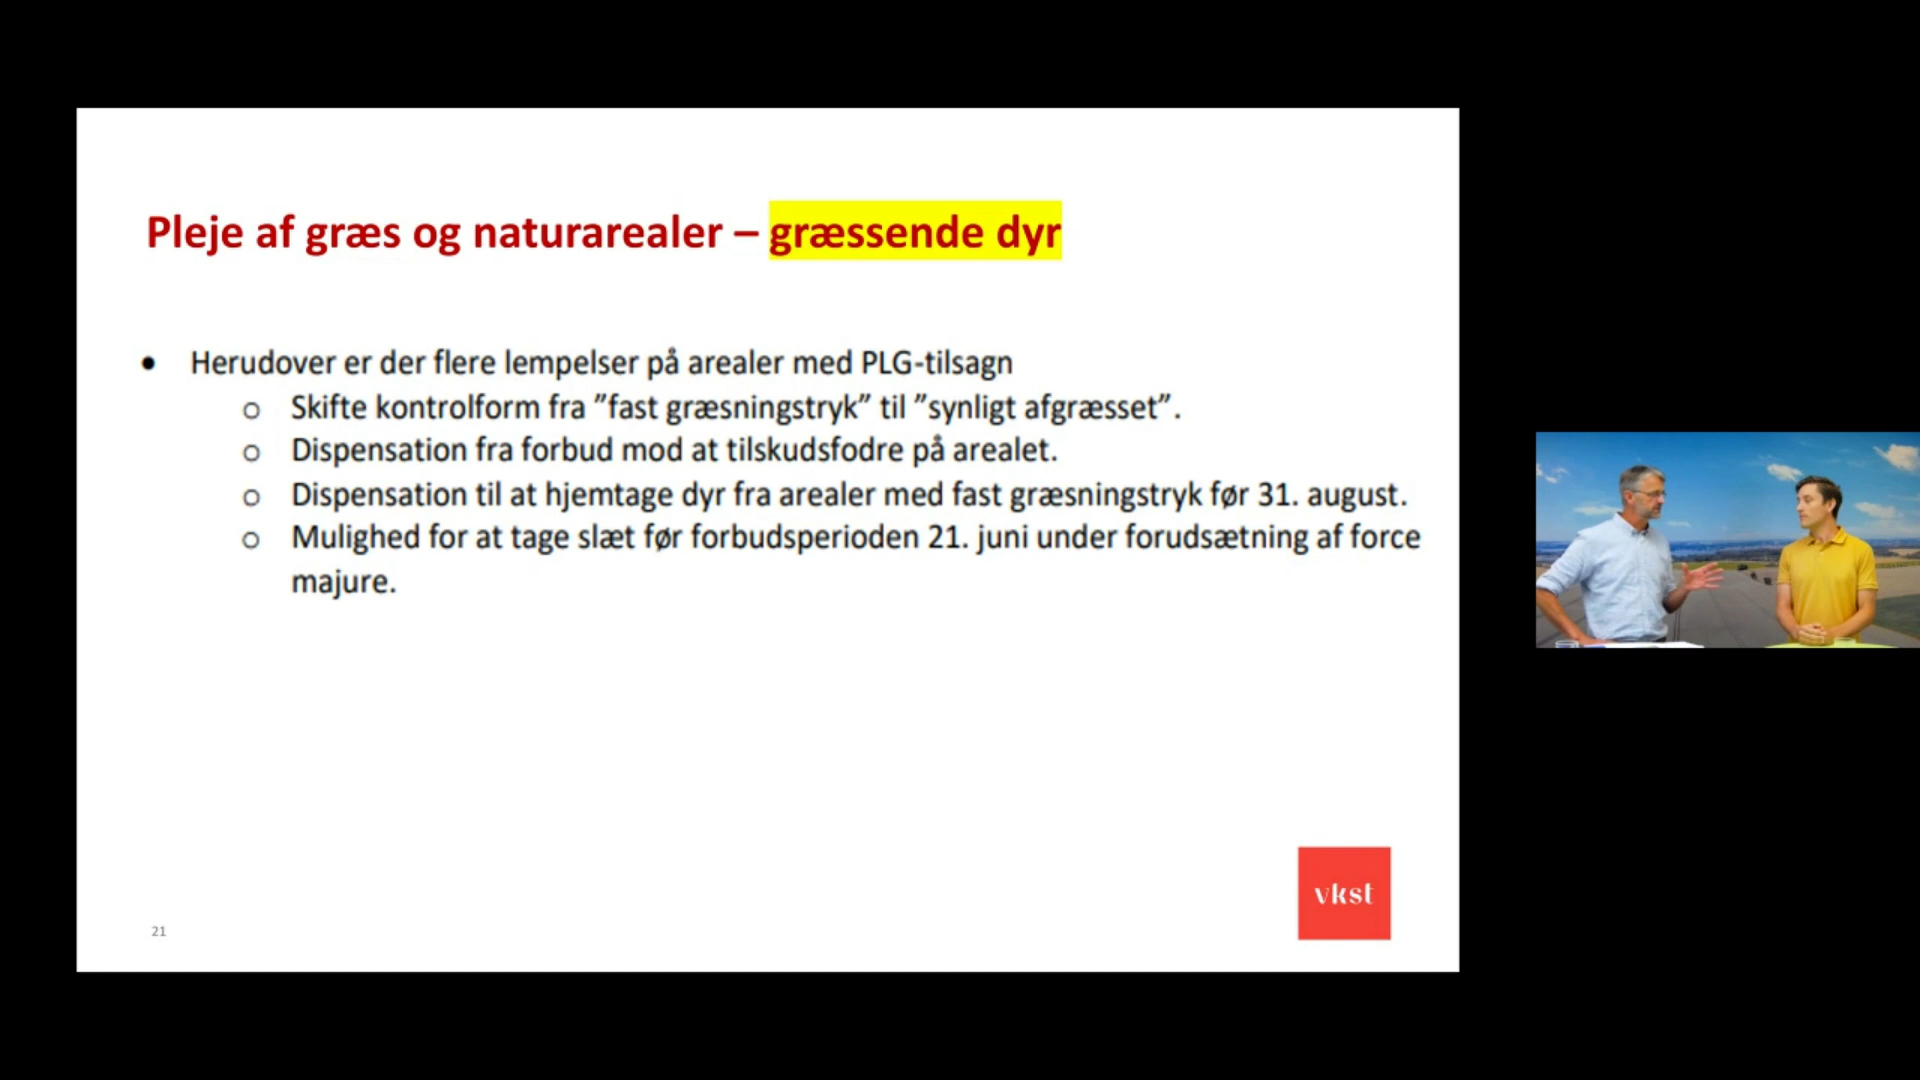 Pleje af græs og naturarealer – græssende dyr
• Herudover er der flere lempelser på arealer med PLG-tilsagn
o Skifte kontrolform fra ”fast græsningstryk” til ”synligt afgræsset”.
o Dispensation fra forbud mod at tilskudsfodre på arealet.
o Dispensation til at hjemtage dyr fra arealer med fast græsningstryk før 31. august.
o Mulighed for at tage slæt før forbudsperioden 21. juni under forudsætning af force
majure.
vkst
21